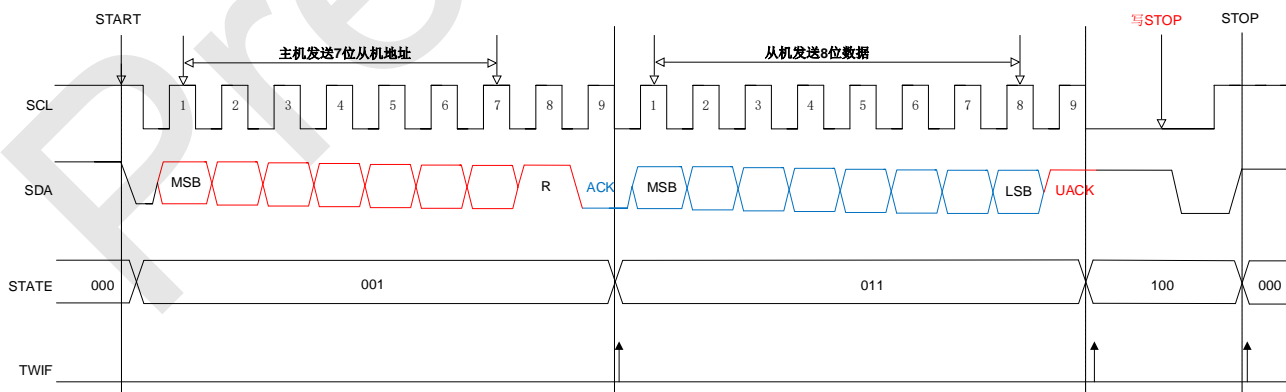 START
写STOP
STOP
主机发送7位从机地址
从机发送8位数据
SCL
1 2 3 4 5 6 7 8 9 1 2 3 4 5 6 7 8 9
SDA
MSB R ACK MSB LSB UACK
STATE
000 001 011 100 000
TWIF
Pre